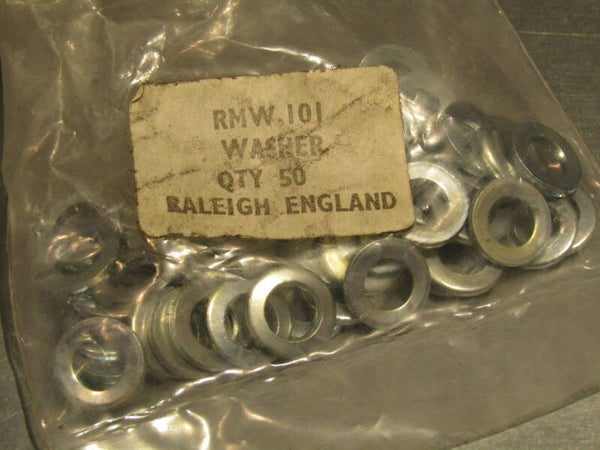 RMW.101
WASHER
QTY 50
RALEIGH ENGLAND